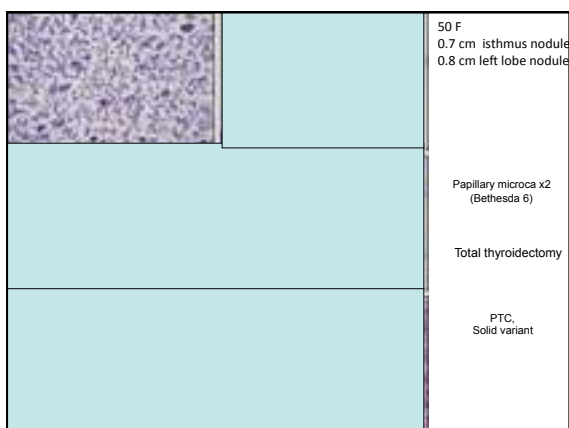 50 F
0.7 cm isthmus nodule
0.8 cm left lobe nodule
Papillary microca x2
(Bethesda 6)
Total thyroidectomy
PTC,
Solid variant